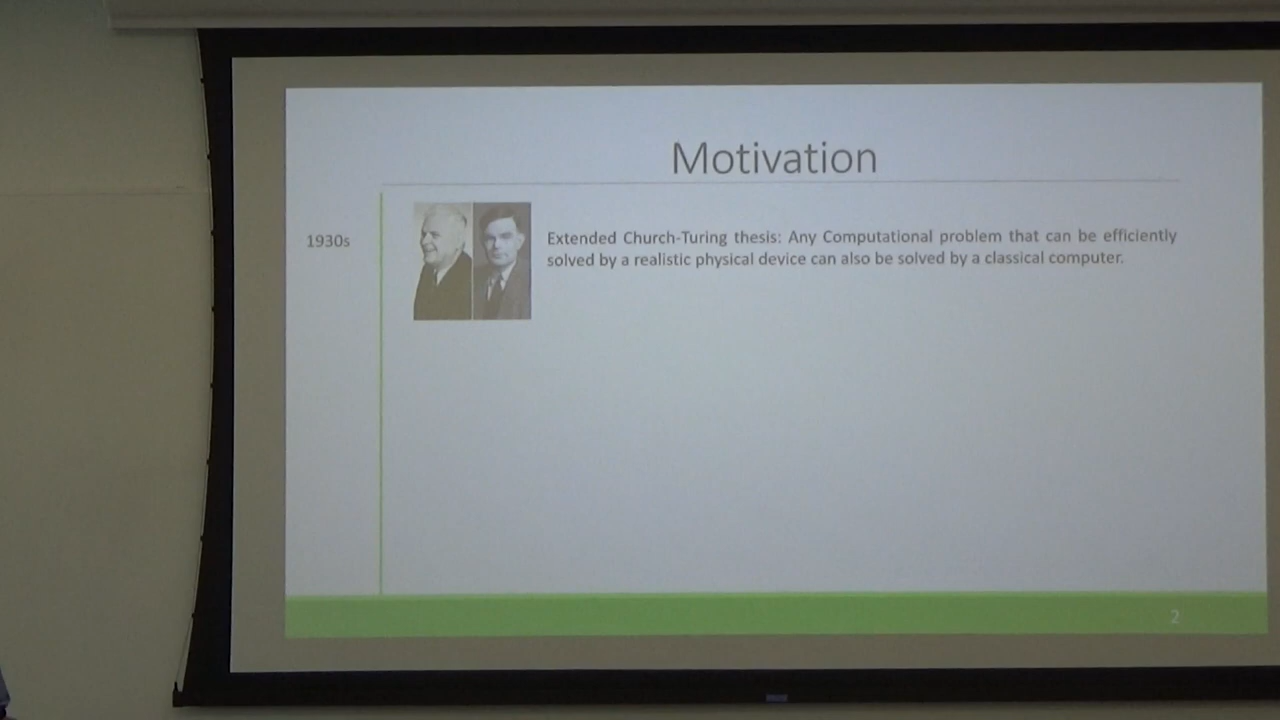 Motivation
1930s
Extended Church-Turing thesis: Any Computational problem that can be efficiently
solved by a realistic physical device can also be solved by a classical computer.
2